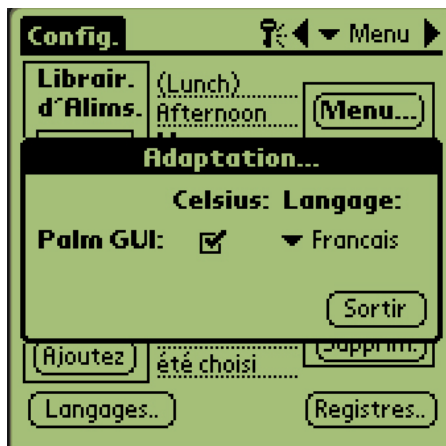 Config.
Menu
Librair.
d´Alims.
(Lunch)
Afternoon
Menu...
Adaptation...
Celsius: Langage:
Palm GUI:
Francais
Sortir
Ajoutez
été choisi
Supprim.
Langages..
Registres..